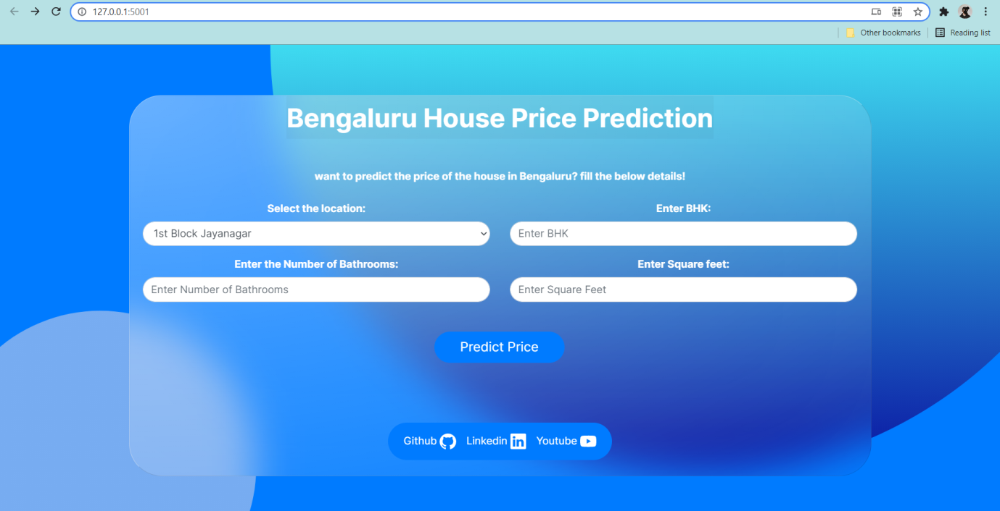 127.0.0.1:5001
Other bookmarks Reading list
Bengaluru House Price Prediction
want to predict the price of the house in Bengaluru? fill the below details!
Select the location: Enter BHK:
1st Block Jayanagar Enter BHK
Enter the Number of Bathrooms: Enter Square feet:
Enter Number of Bathrooms Enter Square Feet
Predict Price
Github Linkedin Youtube